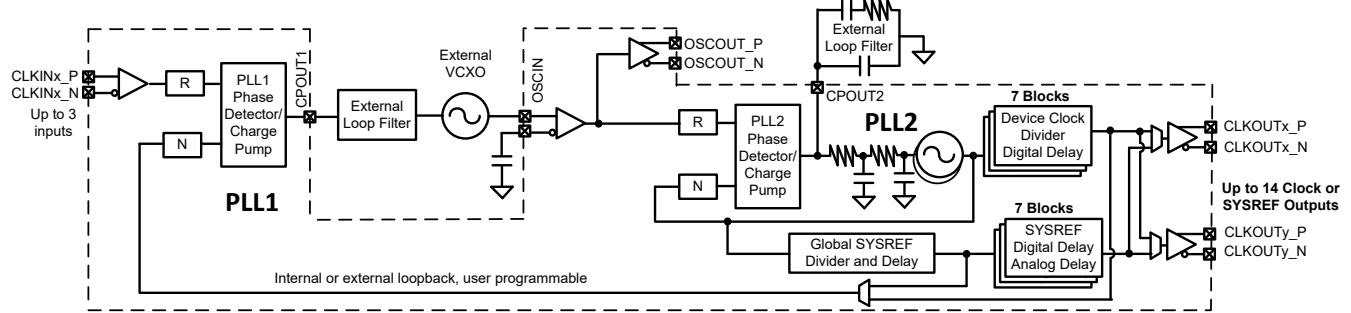 CLKINx_P
CLKINx_N
Up to 3
inputs
R
N
PLL1
Phase
Detector/
Charge
Pump
PLL1
CPOUT1
External
Loop Filter
External
VCXO
OSCIN
OSCOUT_P
OSCOUT_N
R
N
PLL2
Phase
Detector/
Charge
Pump
External
Loop Filter
CPOUT2
PLL2
7 Blocks
Device Clock
Divider
Digital Delay
CLKOUTx_P
CLKOUTx_N
Up to 14 Clock or
SYSREF Outputs
7 Blocks
SYSREF
Digital Delay
Analog Delay
CLKOUTy_P
CLKOUTy_N
Global SYSREF
Divider and Delay
Internal or external loopback, user programmable